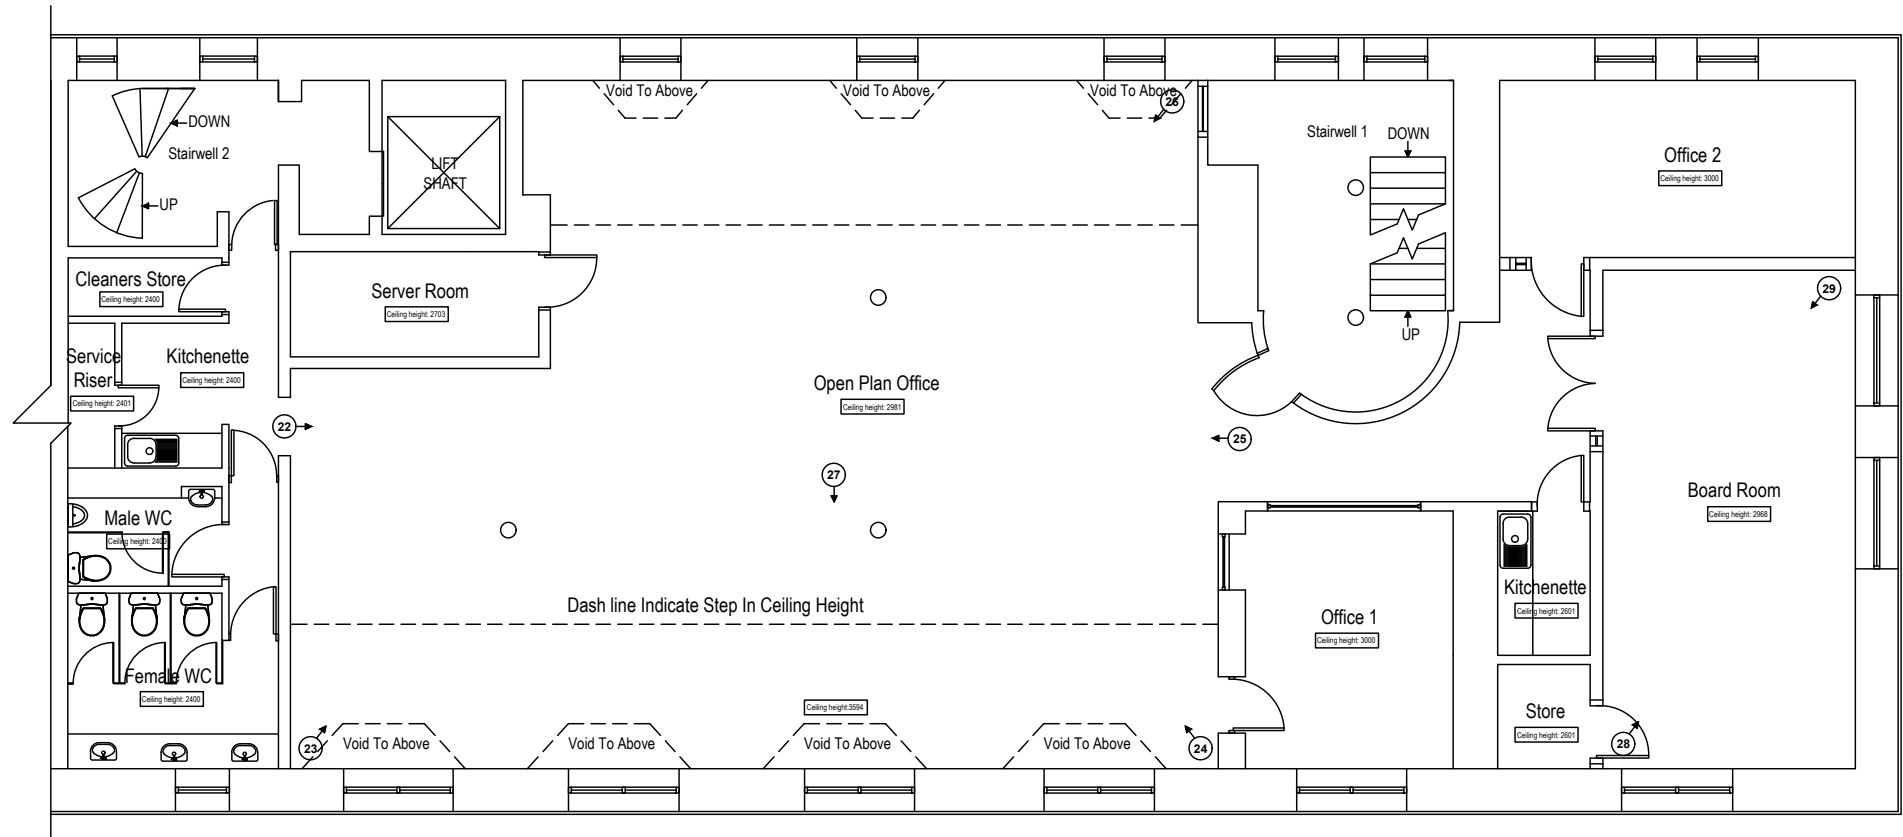 Void To Above
Void To Above
Void To Above
26
DOWN
Stairwell 2
UP
LIFT
SHAFT
Stairwell 1
DOWN
UP
Office 2
Ceiling height: 3000
Cleaners Store
Ceiling height: 2400
Server Room
Ceiling height: 2703
29
Service
Riser
Ceiling height: 2401
Kitchenette
Ceiling height: 2400
Open Plan Office
Ceiling height: 2981
22
25
27
Board Room
Ceiling height: 2968
Male WC
Ceiling height: 2400
Dash line Indicate Step In Ceiling Height
Office 1
Ceiling height: 3000
Kitchenette
Ceiling height: 2601
Female WC
Ceiling height: 2400
Ceiling height:3594
Store
Ceiling height: 2601
23
Void To Above
Void To Above
Void To Above
Void To Above
24
28